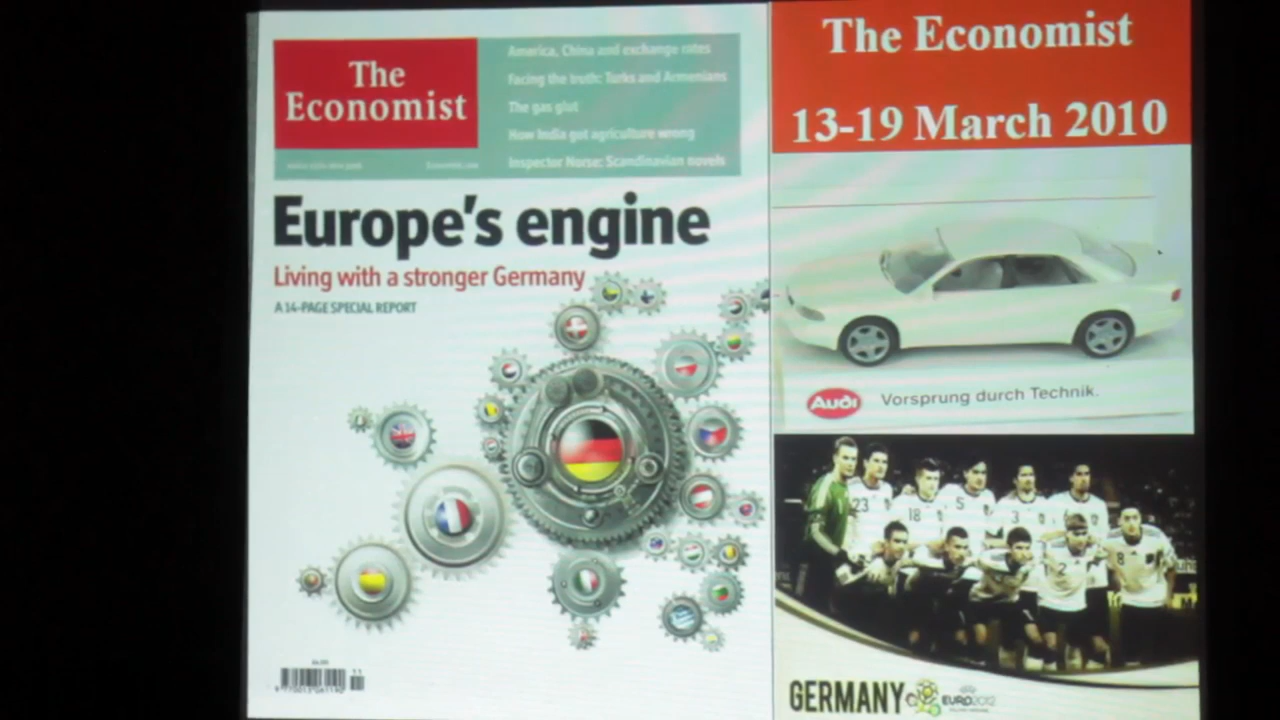 The
Economist
America, China and exchange rates
Facing the truth: Turks and Armenians
The gas glut
How India got agriculture wrong
Inspector Norse: Scandinavian novels
Europe's engine
Living with a stronger Germany
A 14-PAGE SPECIAL REPORT
The Economist
13-19 March 2010
Audi
Vorsprung durch Technik.
23
18
5
3
2
8
GERMANY
EURO2012